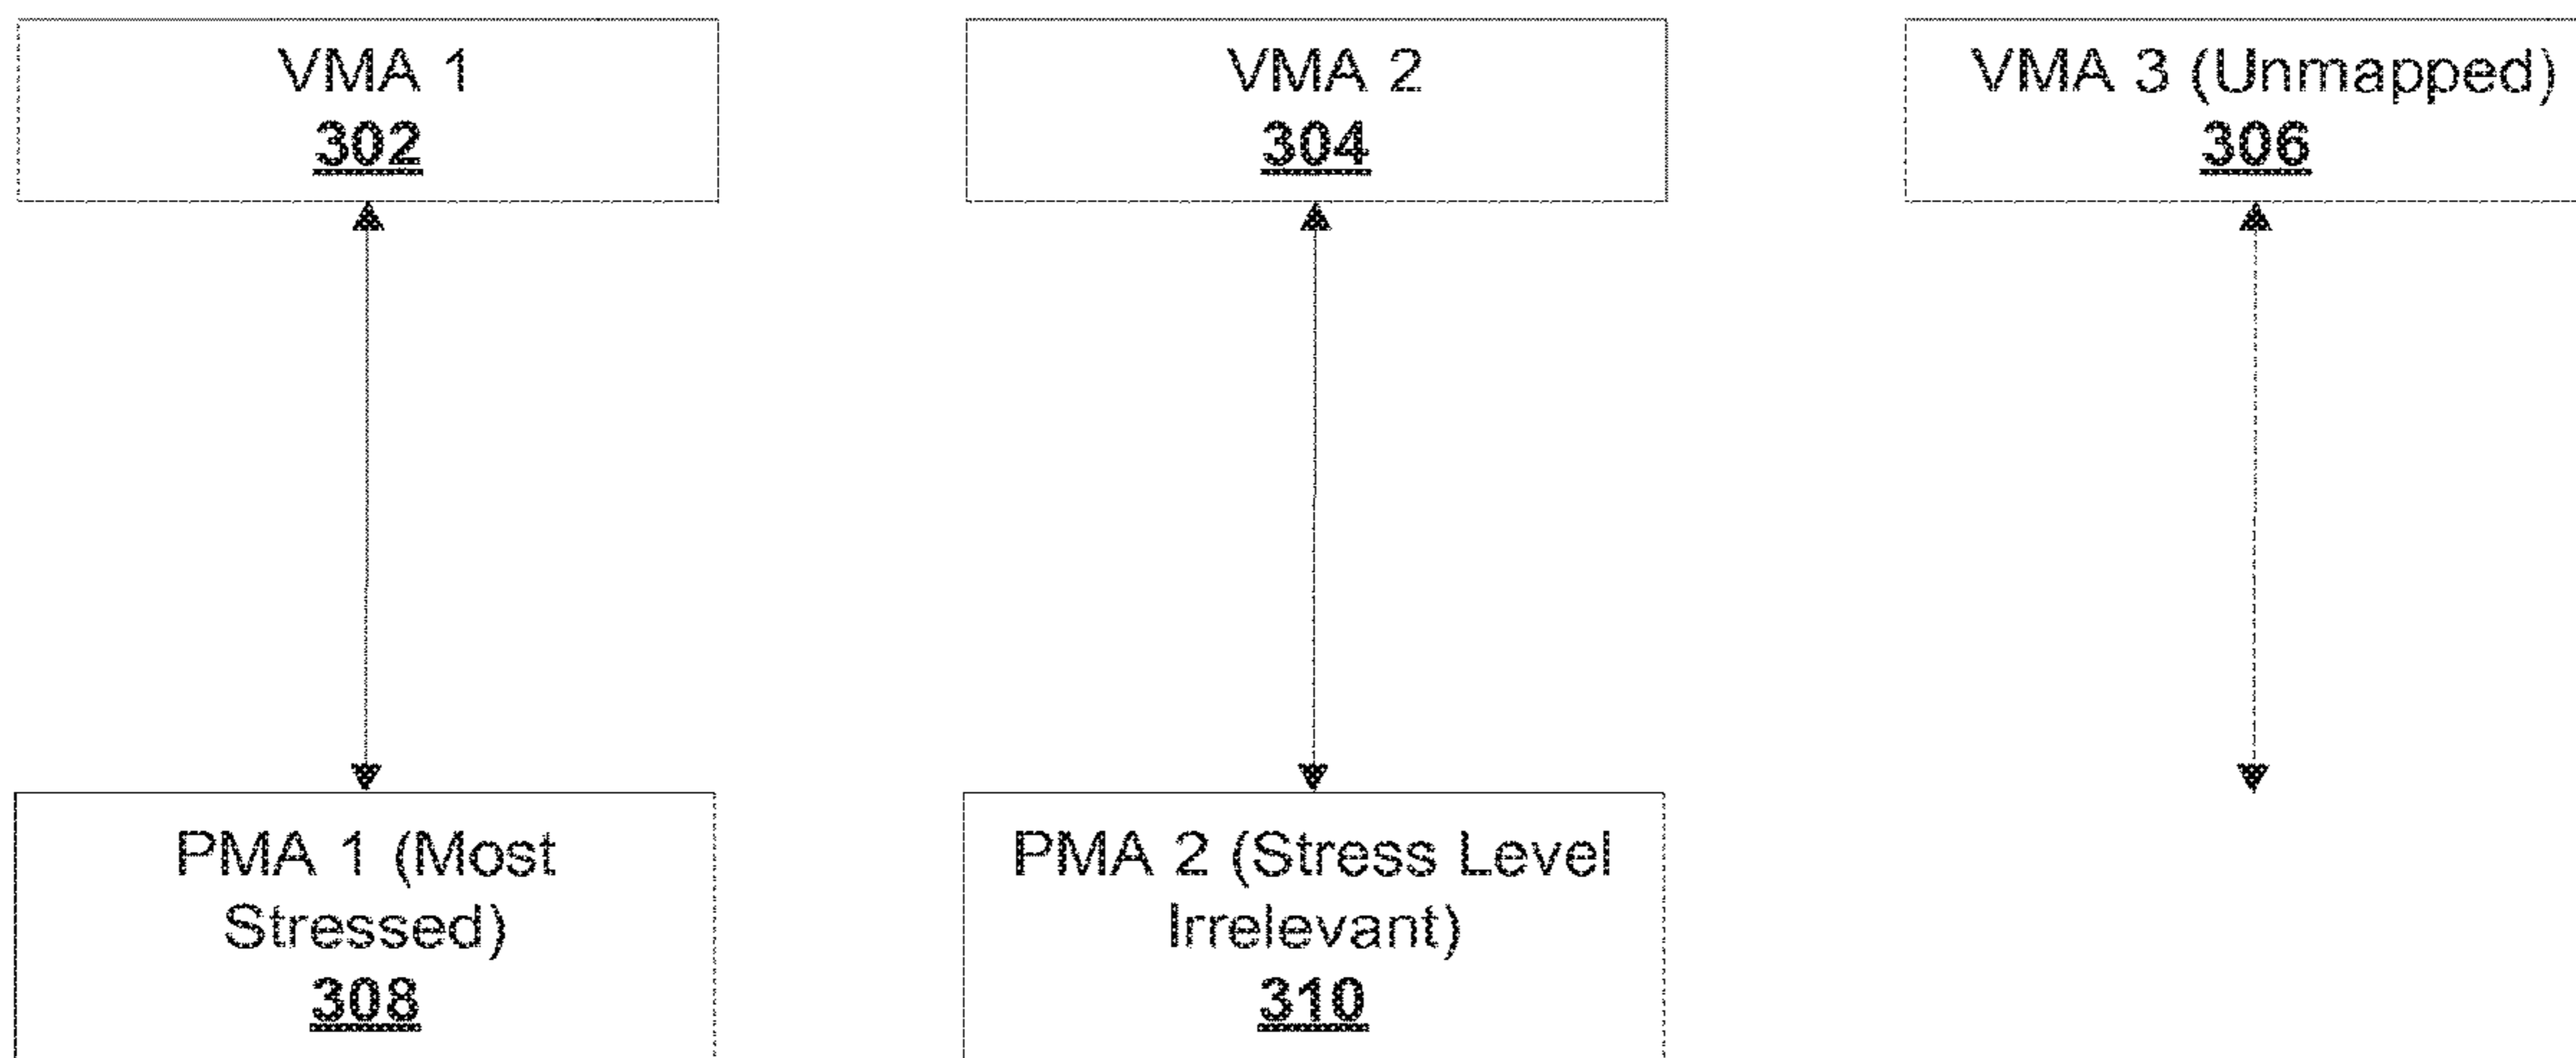 VMA 1
302
VMA 2
304
VMA 3 (Unmapped)
306
PMA 1 (Most
Stressed)
308
PMA 2 (Stress Level
Irrelevant)
310